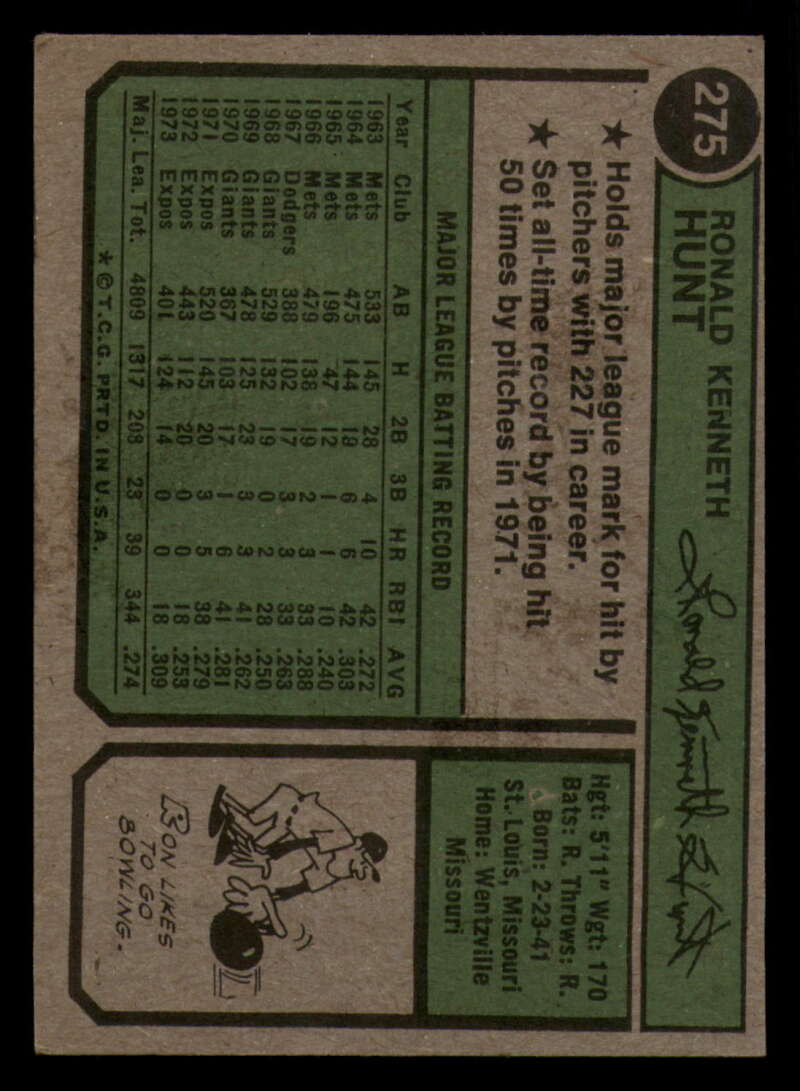 275
RONALD KENNETH
HUNT
Ronald Kenneth Hunt
★ Holds major league mark for hit by
pitchers with 227 in career.
★ Set all-time record by being hit
50 times by pitches in 1971.
MAJOR LEAGUE BATTING RECORD
Year Club AB H 2B 3B HR RBI AVG
1963 Mets 533 145 28 4 10 42 .272
1964 Mets 475 144 19 6 6 42 .303
1965 Mets 196 47 12 1 1 10 .240
1966 Mets 479 138 19 2 3 33 .288
1967 Dodgers 388 102 17 3 3 33 .263
1968 Giants 529 132 19 0 2 28 .250
1969 Giants 478 125 23 3 3 41 .262
1970 Giants 367 103 17 1 6 41 .281
1971 Expos 520 145 20 3 5 38 .279
1972 Expos 443 112 20 0 0 18 .253
1973 Expos 401 124 14 0 0 18 .309
Maj. Lea. Tot. 4809 1317 208 23 39 344 .274
* © T.C.G. PRTD. IN U.S.A.
Hgt: 5'11" Wgt: 170
Bats: R. Throws: R.
Born: 2-23-41
St. Louis, Missouri
Home: Wentzville
Missouri
RON LIKES
TO GO
BOWLING.